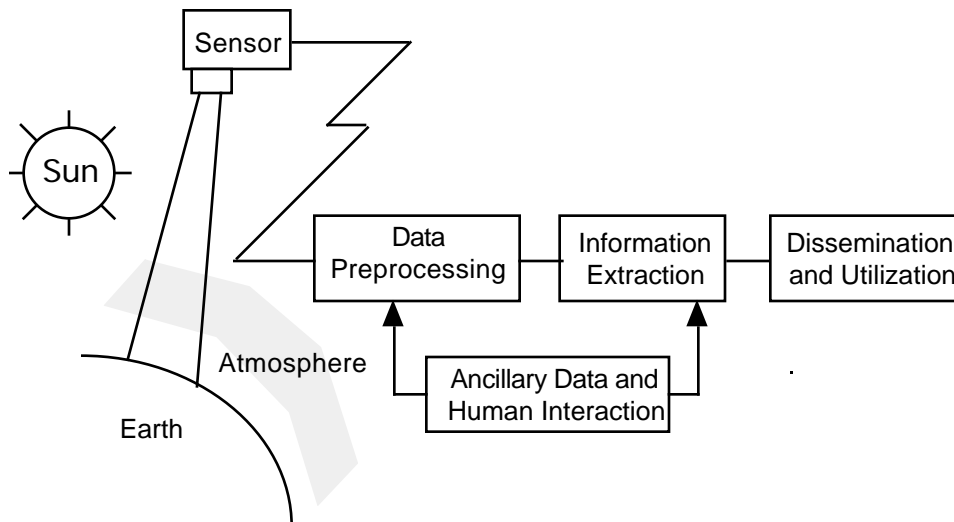 Sensor
Sun
Data
Preprocessing
Information
Extraction
Dissemination
and Utilization
Atmosphere
Ancillary Data and
Human Interaction
Earth